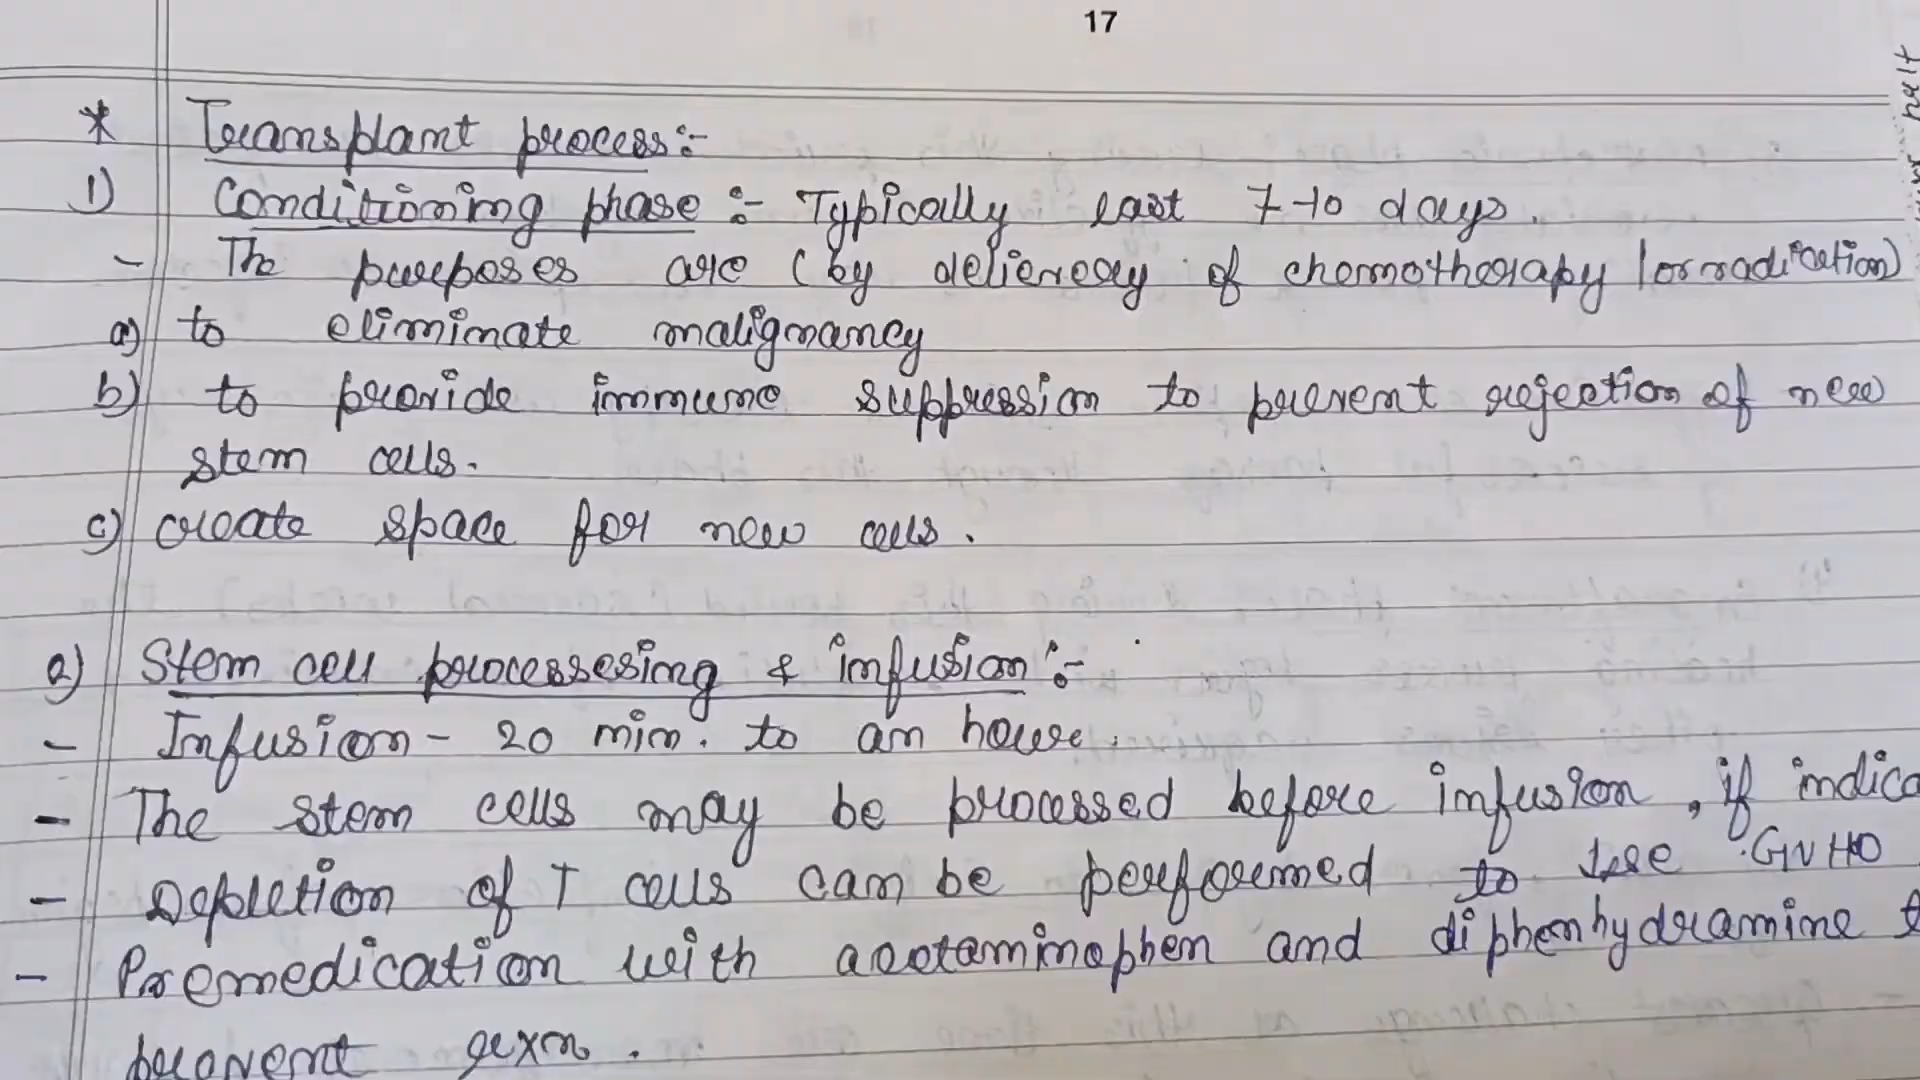 17
* Transplant process:-
1) Conditioning phase :- Typically last 7-10 days.
- The purposes are (by delievery of chemotherapy / or radication)
a) to eliminate malignancy
b) to provide immune suppression to prevent rejection of new
stem cells.
c) create space for new cells.
2) Stem cell processesing & infusion :-
- Infusion - 20 min. to an hour.
- The stem cells may be processed before infusion, if indica
- Depletion of T cells can be performed to use GVHD
- Premedication with acetaminophen and diphenhydramine t
prevent rexn.